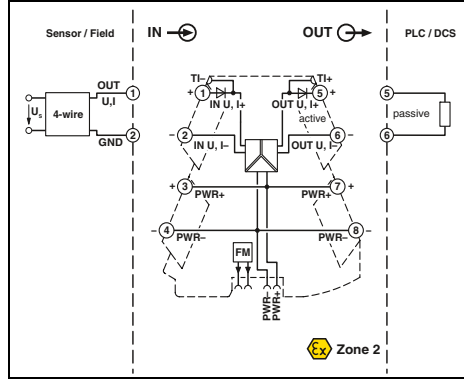 Sensor / Field
IN
OUT
PLC / DCS
TI–
TI+
OUT
U,I
1
+
1
IN U, I+
OUT U, I+
5
+
5
Us
4-wire
active
passive
GND
2
–
2
IN U, I–
OUT U, I–
6
–
6
+
3
PWR+
PWR+
7
+
–
4
PWR–
PWR–
8
–
FM
PWR–
PWR+
Ex
Zone 2